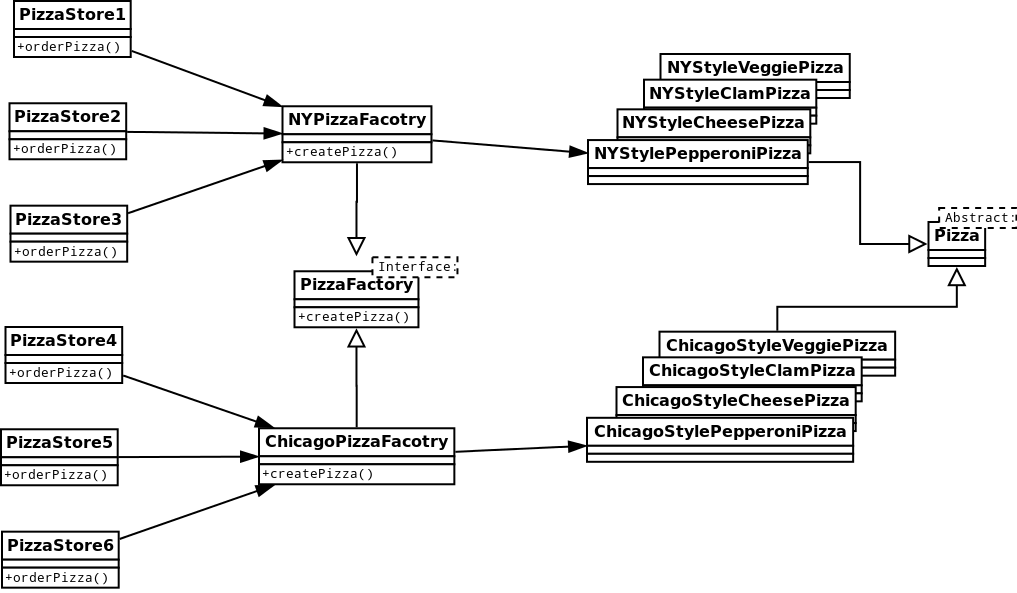 PizzaStore1
+orderPizza()
PizzaStore2
+orderPizza()
PizzaStore3
+orderPizza()
NYPizzaFacotry
+createPizza()
NYStyleVeggiePizza
NYStyleClamPizza
NYStyleCheesePizza
NYStylePepperoniPizza
Abstract:
Pizza
Interface:
PizzaFactory
+createPizza()
PizzaStore4
+orderPizza()
PizzaStore5
+orderPizza()
PizzaStore6
+orderPizza()
ChicagoPizzaFacotry
+createPizza()
ChicagoStyleVeggiePizza
ChicagoStyleClamPizza
ChicagoStyleCheesePizza
ChicagoStylePepperoniPizza